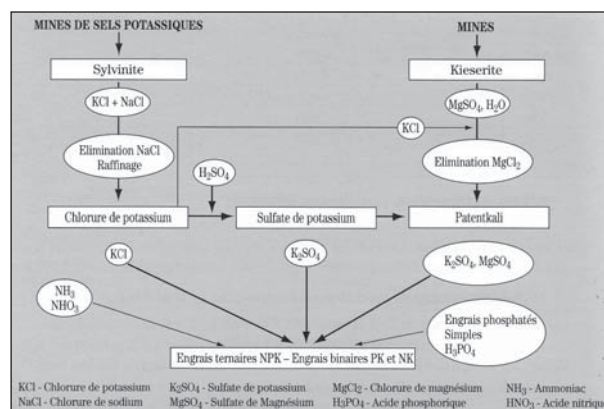 MINES DE SELS POTASSIQUES
MINES
Sylvinite
Kieserite
KCl + NaCl
MgSO₄, H₂O
KCl
Elimination NaCl
Raffinage
Elimination MgCl₂
H₂SO₄
Chlorure de potassium
Sulfate de potassium
Patentkali
KCl
K₂SO₄
K₂SO₄, MgSO₄
NH₃
NHO₃
Engrais phosphatés
Simples
H₃PO₄
Engrais ternaires NPK – Engrais binaires PK et NK
KCl - Chlorure de potassium
K₂SO₄ - Sulfate de potassium
MgCl₂ - Chlorure de magnésium
NH₃ - Ammoniac
NaCl - Chlorure de sodium
MgSO₄ - Sulfate de Magnésium
H₃PO₄ - Acide phosphorique
HNO₃ - Acide nitrique